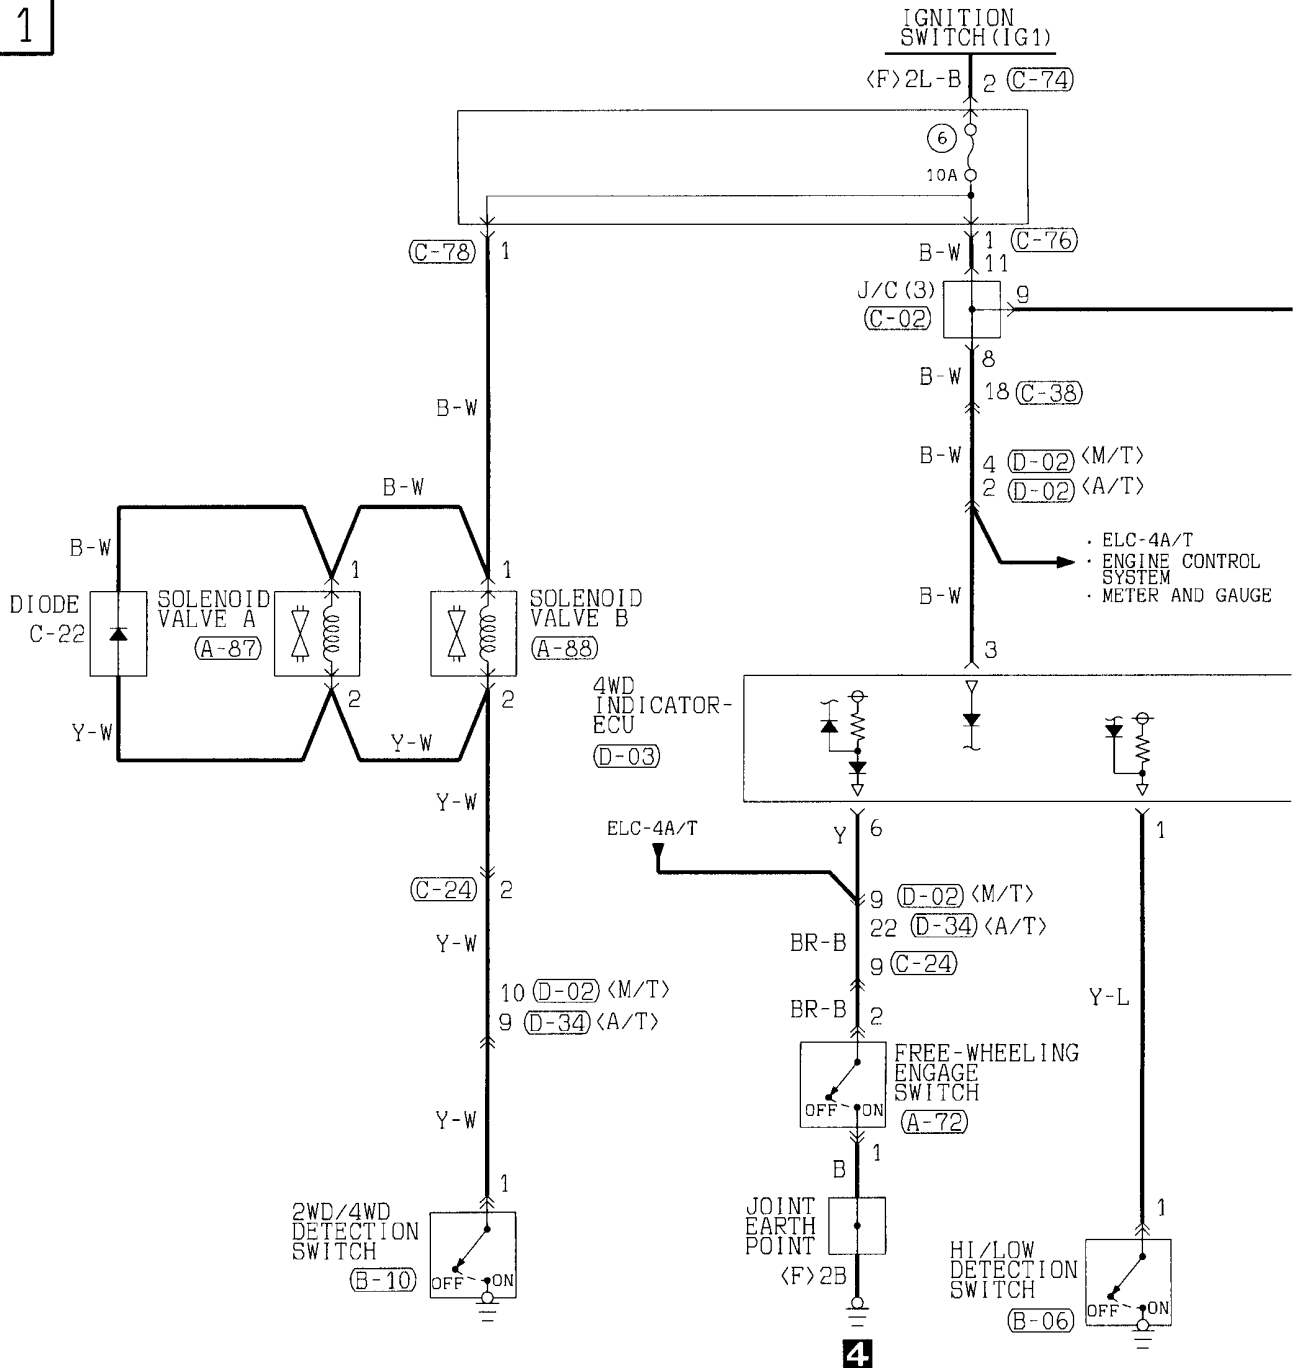 1
IGNITION
SWITCH(IG1)
<F>2L-B 2 (C-74)
6
10A
(C-78) 1
1 (C-76)
B-W
11
J/C(3)
9
(C-02)
8
B-W
18 (C-38)
B-W
B-W
4 (D-02) <M/T>
2 (D-02) <A/T>
B-W
· ELC-4A/T
· ENGINE CONTROL
SYSTEM
· METER AND GAUGE
B-W
B-W
1
1
3
DIODE
C-22
SOLENOID
VALVE A
(A-87)
SOLENOID
VALVE B
(A-88)
2
2
4WD
INDICATOR-
ECU
(D-03)
Y-W
Y-W
Y-W
ELC-4A/T
Y 6
1
(C-24) 2
9 (D-02) <M/T>
22 (D-34) <A/T>
Y-W
BR-B
9 (C-24)
10 (D-02) <M/T>
9 (D-34) <A/T>
BR-B 2
Y-L
FREE-WHEELING
ENGAGE
SWITCH
(A-72)
OFF ON
Y-W
1
B
1
2WD/4WD
DETECTION
SWITCH
(B-10)
OFF ON
JOINT
EARTH
POINT
<F>2B
1
HI/LOW
DETECTION
SWITCH
(B-06)
OFF ON
4